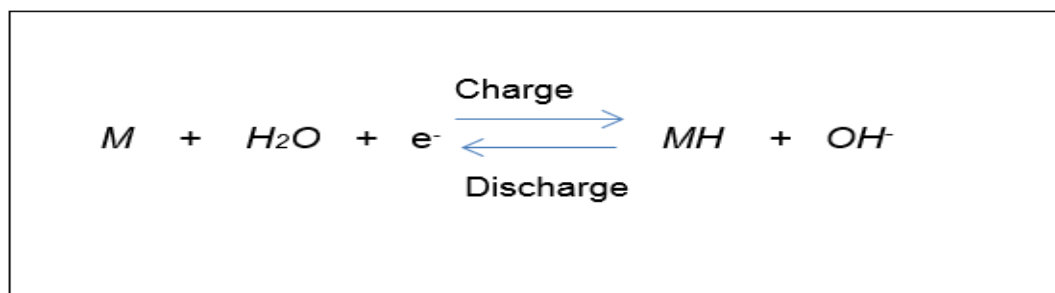 Charge
M + H2O + e- MH + OH-
Discharge